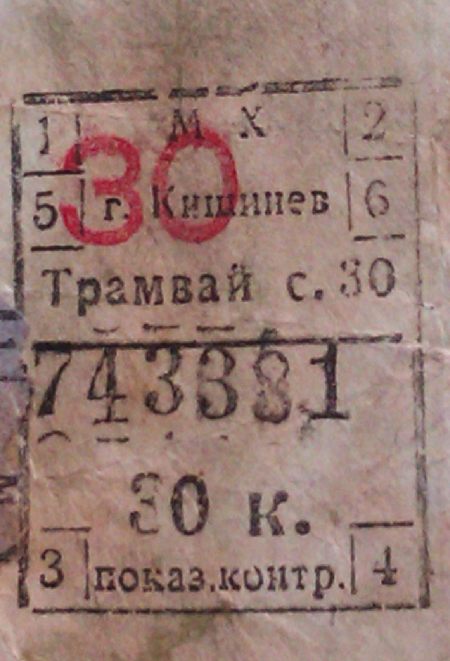 1 М Х 2
30
5 г. Кишинев 6
Трамвай с. 30
743381
30 к.
3 показ.контр. 4